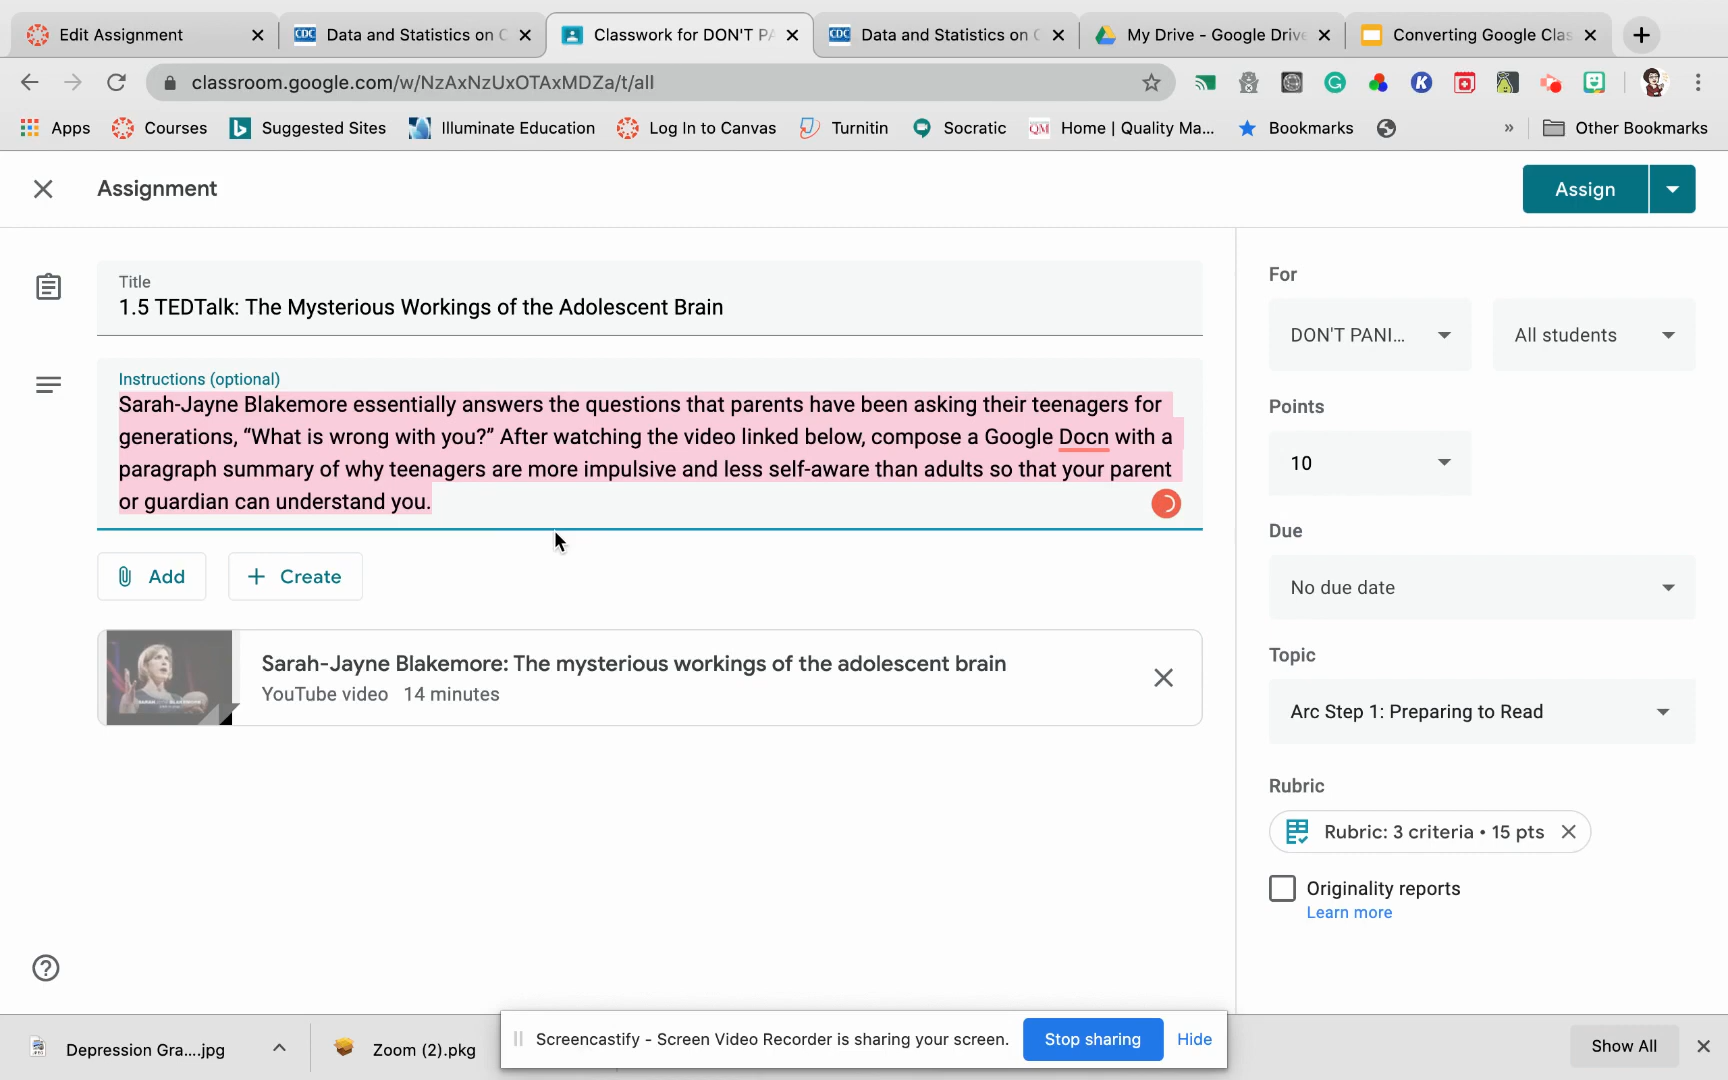 Edit Assignment
Data and Statistics on C
Classwork for DON'T PA
Data and Statistics on C
My Drive - Google Drive
Converting Google Clas
classroom.google.com/w/NzAxNzUxOTAxMDZa/t/all
Apps
Courses
Suggested Sites
Illuminate Education
Log In to Canvas
Turnitin
Socratic
Home | Quality Ma...
Bookmarks
»
Other Bookmarks
Assignment
Assign
Title
1.5 TEDTalk: The Mysterious Workings of the Adolescent Brain
Instructions (optional)
Sarah-Jayne Blakemore essentially answers the questions that parents have been asking their teenagers for
generations, “What is wrong with you?” After watching the video linked below, compose a Google Docn with a
paragraph summary of why teenagers are more impulsive and less self-aware than adults so that your parent
or guardian can understand you.
Add
Create
Sarah-Jayne Blakemore: The mysterious workings of the adolescent brain
YouTube video 14 minutes
For
DON'T PANI...
All students
Points
10
Due
No due date
Topic
Arc Step 1: Preparing to Read
Rubric
Rubric: 3 criteria • 15 pts
Originality reports
Learn more
Depression Gra....jpg
Zoom (2).pkg
Screencastify - Screen Video Recorder is sharing your screen.
Stop sharing
Hide
Show All